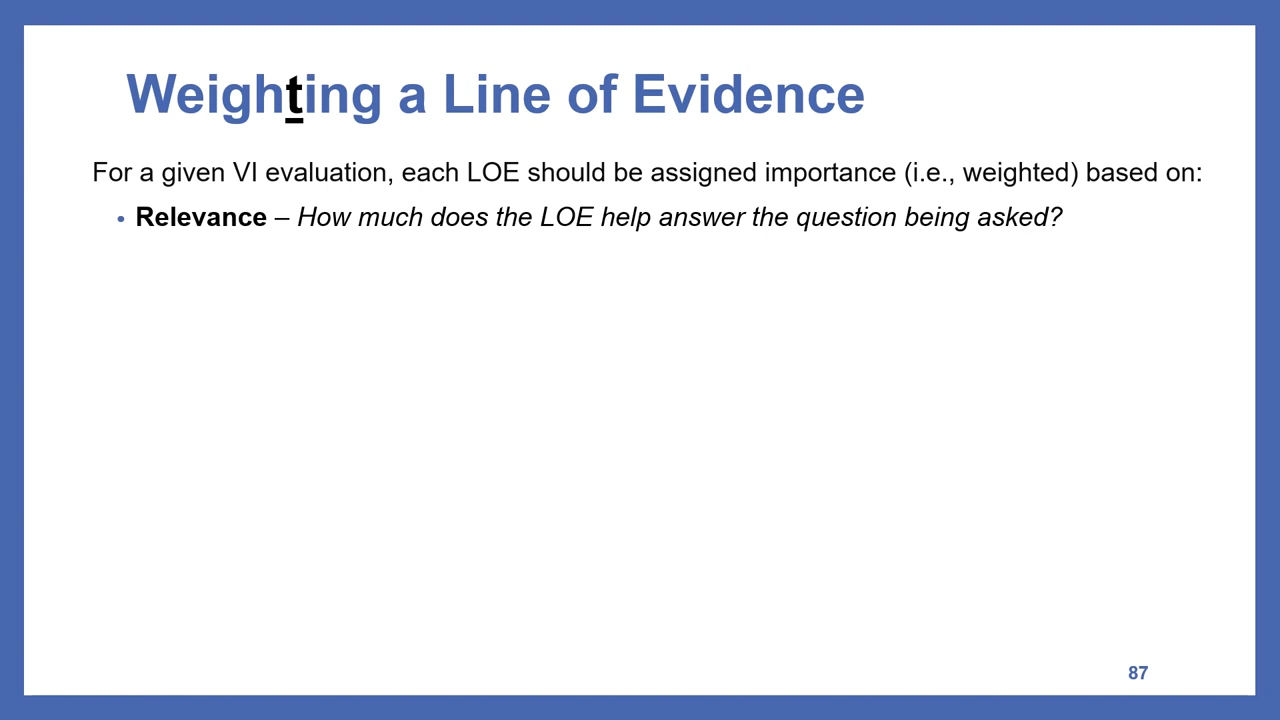 Weighting a Line of Evidence
For a given VI evaluation, each LOE should be assigned importance (i.e., weighted) based on:
• Relevance – How much does the LOE help answer the question being asked?
87